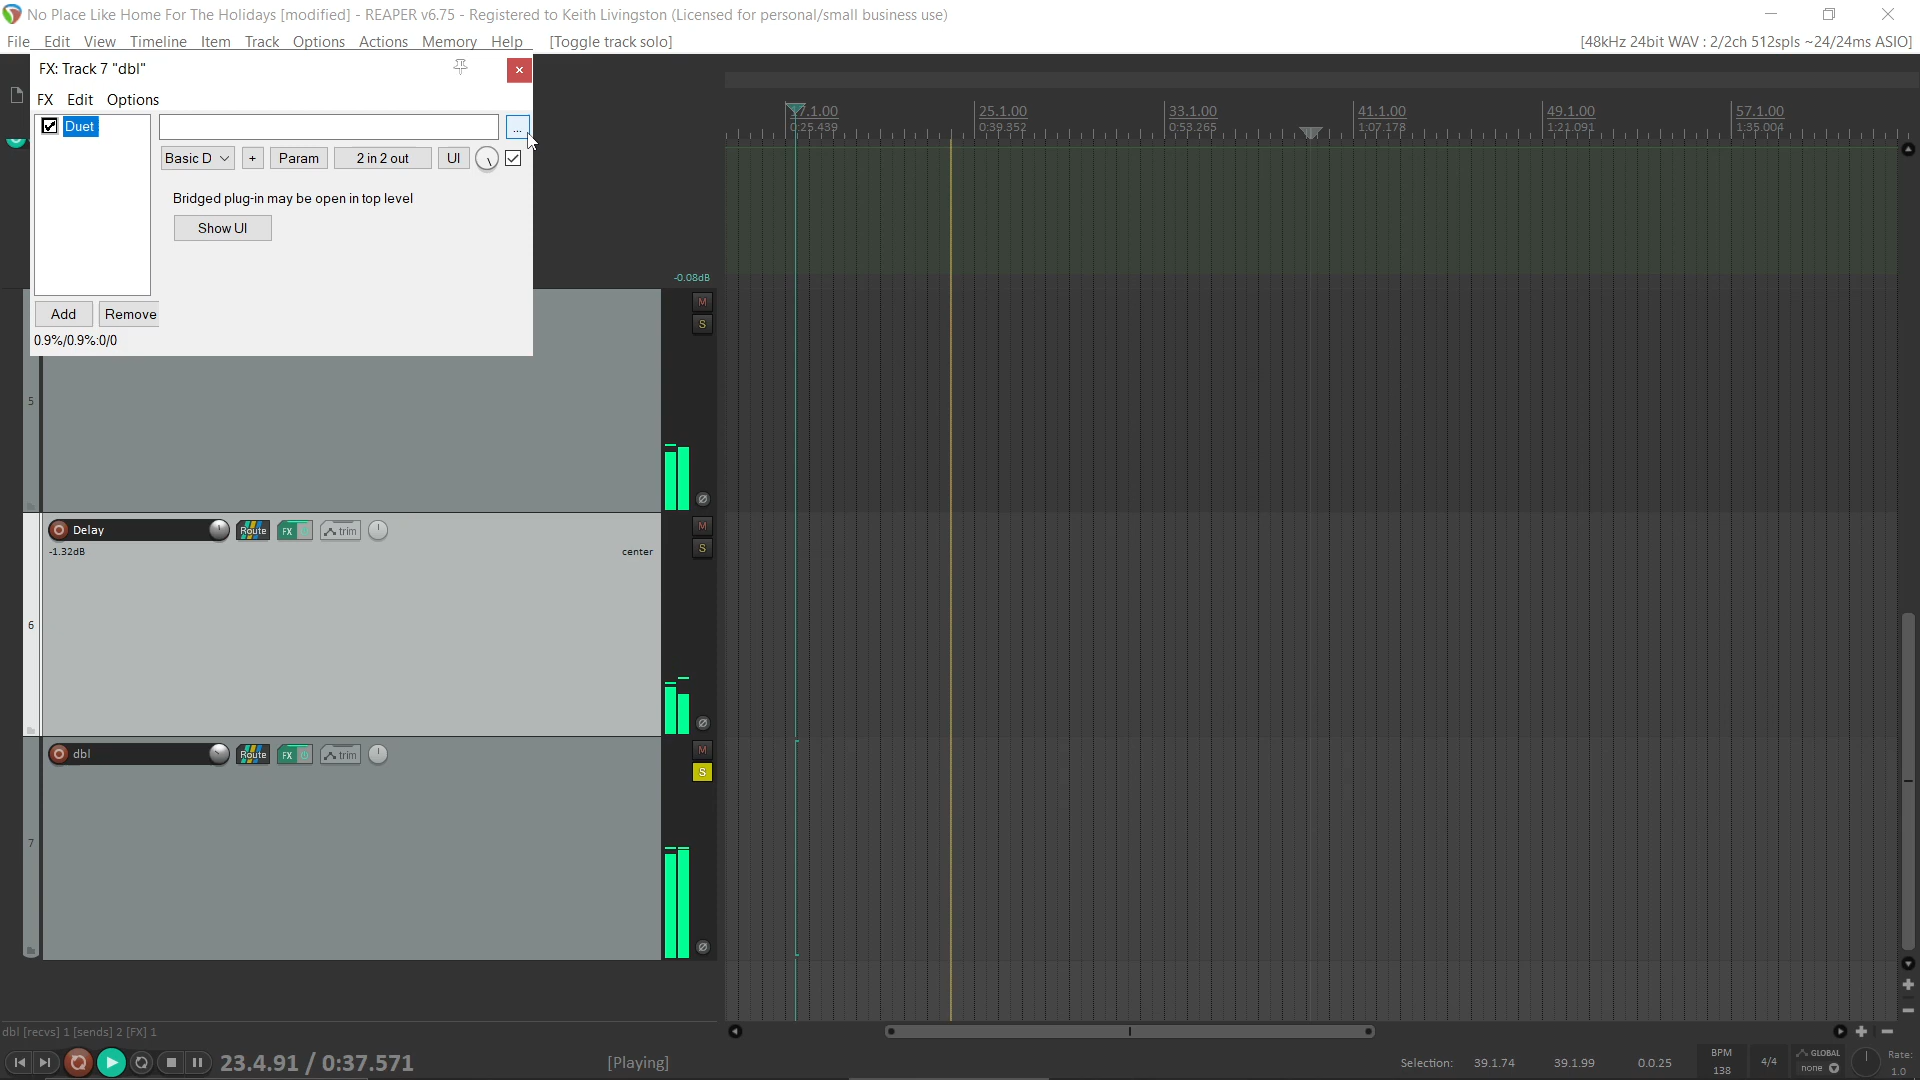 No Place Like Home For The Holidays [modified] - REAPER v6.75 - Registered to Keith Livingston (Licensed for personal/small business use)
File Edit View Timeline Item Track Options Actions Memory Help [Toggle track solo]
[48kHz 24bit WAV : 2/2ch 512spls ~24/24ms ASIO]
FX: Track 7 "dbl"
FX Edit Options
Duet
...
Basic D
+
Param
2 in 2 out
UI
Bridged plug-in may be open in top level
Show UI
Add
Remove
0.9%/0.9%:0/0
7.1.00 25.1.00 33.1.00 41.1.00 49.1.00 57.1.00
0:25.439 0:39.352 0:53.265 1:07.178 1:21.091 1:35.004
-0.08dB
M
S
5
Delay Route FX trim
M
-1.32dB center
S
6
dbl Route FX trim
M
S
7
dbl [recvs] 1 [sends] 2 [FX] 1
23.4.91 / 0:37.571
[Playing]
Selection: 39.1.74 39.1.99 0.0.25
BPM
138
4/4
GLOBAL
none
Rate:
1.0